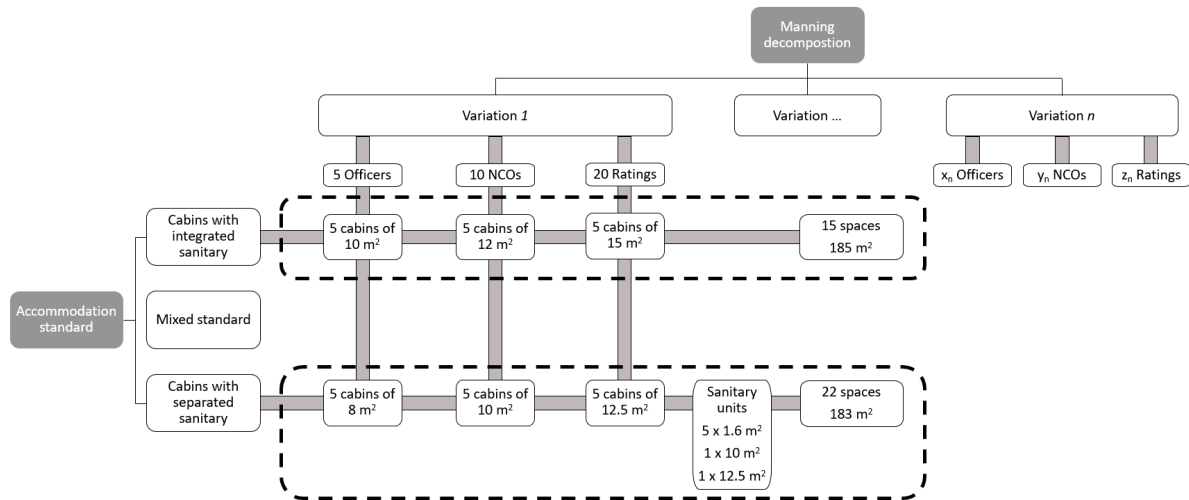 Manning
decompostion
Variation 1
Variation ...
Variation n
5 Officers
10 NCOs
20 Ratings
xₙ Officers
yₙ NCOs
zₙ Ratings
Cabins with
integrated
sanitary
5 cabins of
10 m²
5 cabins of
12 m²
5 cabins of
15 m²
15 spaces
185 m²
Accommodation
standard
Mixed standard
Cabins with
separated
sanitary
5 cabins of
8 m²
5 cabins of
10 m²
5 cabins of
12.5 m²
Sanitary
units
5 x 1.6 m²
1 x 10 m²
1 x 12.5 m²
22 spaces
183 m²